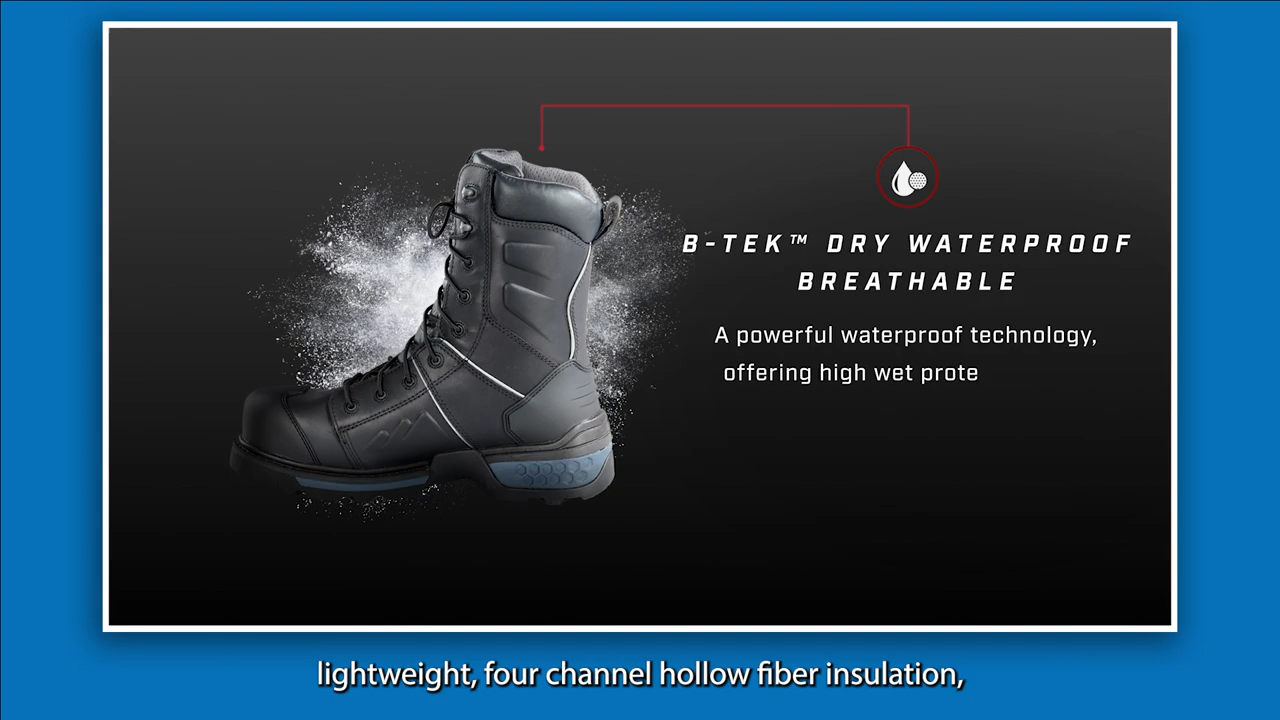 B-TEK™ DRY WATERPROOF
BREATHABLE
A powerful waterproof technology,
offering high wet prote
lightweight, four channel hollow fiber insulation,